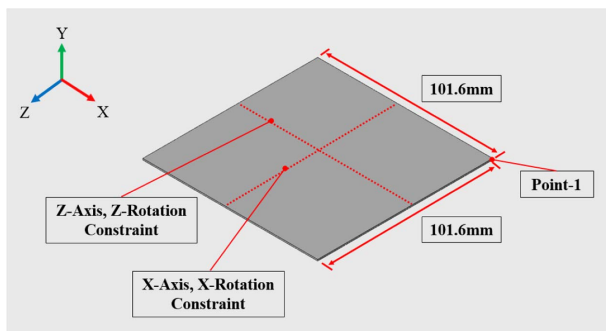 Y
Z
X
101.6mm
Point-1
Z-Axis, Z-Rotation
Constraint
101.6mm
X-Axis, X-Rotation
Constraint